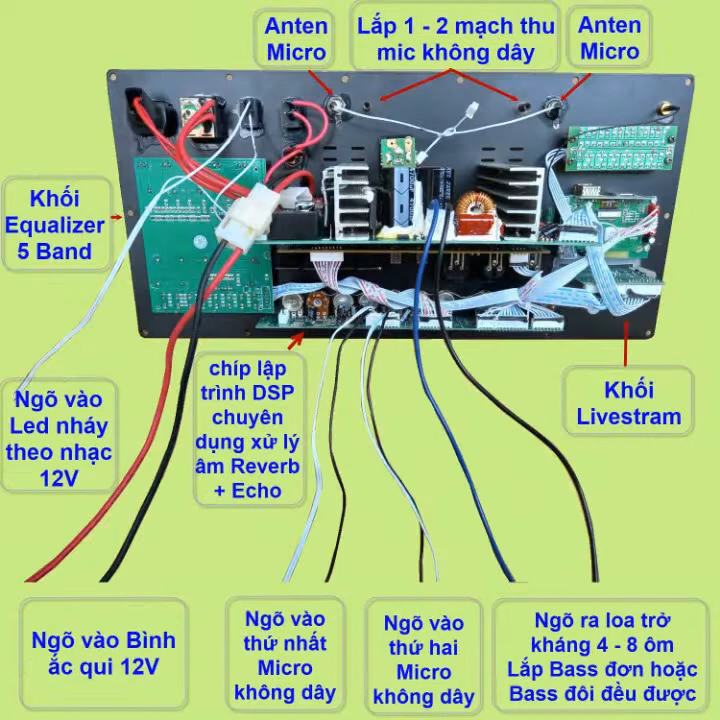 Anten
Micro
Lắp 1 - 2 mạch thu
mic không dây
Anten
Micro
Khối
Equalizer
5 Band
Ngõ vào
Led nháy
theo nhạc
12V
chíp lập
trình DSP
chuyên
dụng xử lý
âm Reverb
+ Echo
Khối
Livestram
Ngõ vào Bình
ắc qui 12V
Ngõ vào
thứ nhất
Micro
không dây
Ngõ vào
thứ hai
Micro
không dây
Ngõ ra loa trở
kháng 4 - 8 ôm
Lắp Bass đơn hoặc
Bass đôi đều được